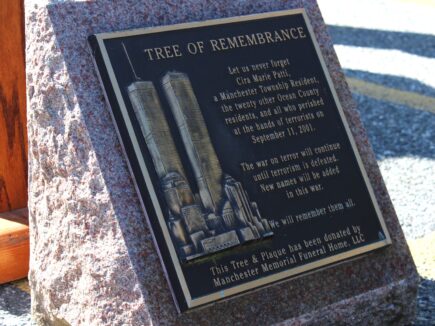 TREE OF REMEMBRANCE
Let us never forget
Cira Marie Patti,
a Manchester Township Resident,
the twenty other Ocean County
residents, and all who perished
at the hands of terrorists on
September 11, 2001.
The war on terror will continue
until terrorism is defeated.
New names will be added
in this war.
We will remember them all.
This Tree & Plaque has been donated by
Manchester Memorial Funeral Home, LLC